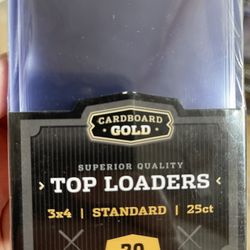 CARDBOARD
GOLD
SUPERIOR QUALITY
TOP LOADERS
3x4 | STANDARD | 25ct